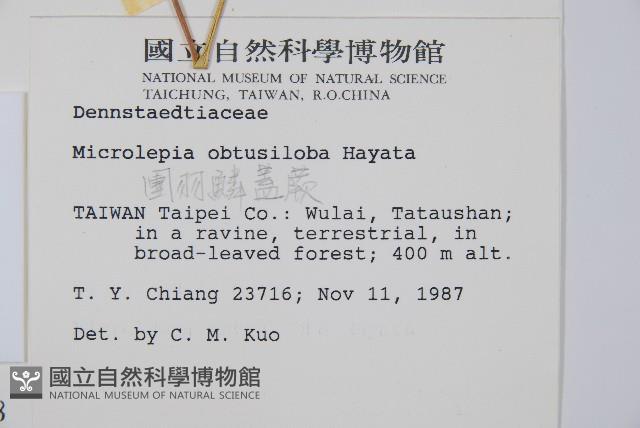 國立自然科學博物館
NATIONAL MUSEUM OF NATURAL SCIENCE
TAICHUNG, TAIWAN, R.O.CHINA
Dennstaedtiaceae
Microlepia obtusiloba Hayata
團羽鱗蓋蕨
TAIWAN Taipei Co.: Wulai, Tataushan;
in a ravine, terrestrial, in
broad-leaved forest; 400 m alt.
T. Y. Chiang 23716; Nov 11, 1987
Det. by C. M. Kuo
國立自然科學博物館
NATIONAL MUSEUM OF NATURAL SCIENCE